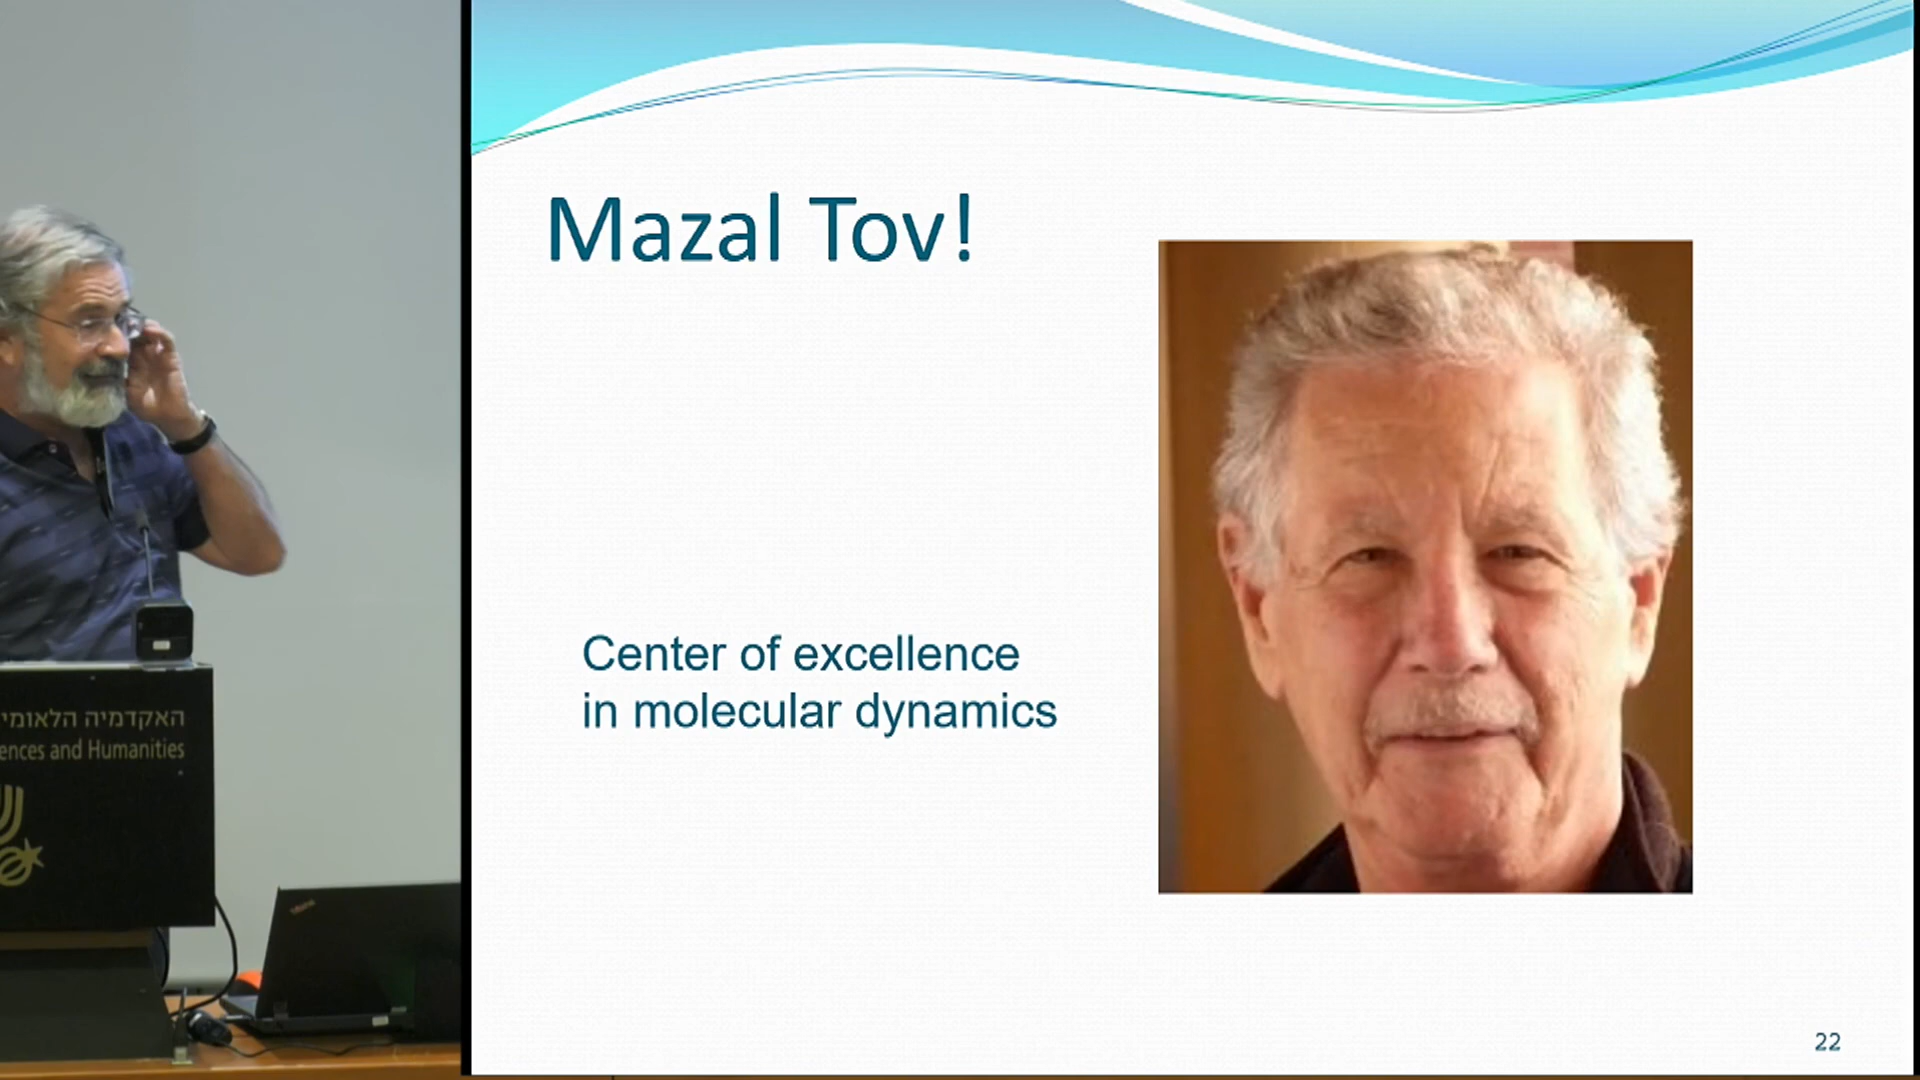 Mazal Tov!
Center of excellence
in molecular dynamics
22
האקדמיה הלאומי
ences and Humanities